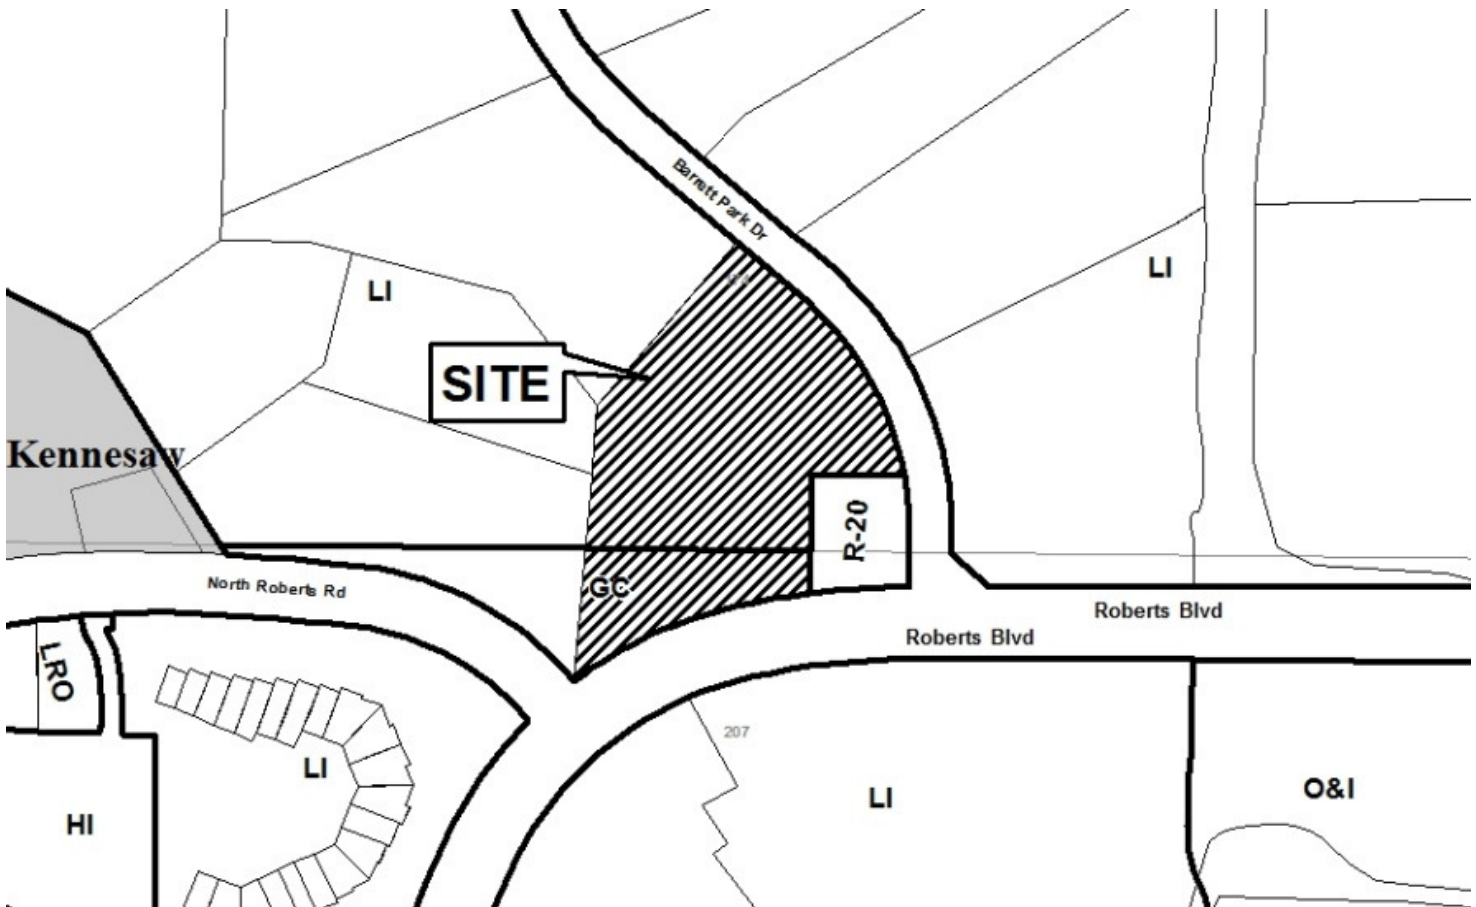 Barrett Park Dr
LI
LI
SITE
Kennesaw
R-20
North Roberts Rd
GC
Roberts Blvd
Roberts Blvd
LRO
207
LI
LI
O&I
HI